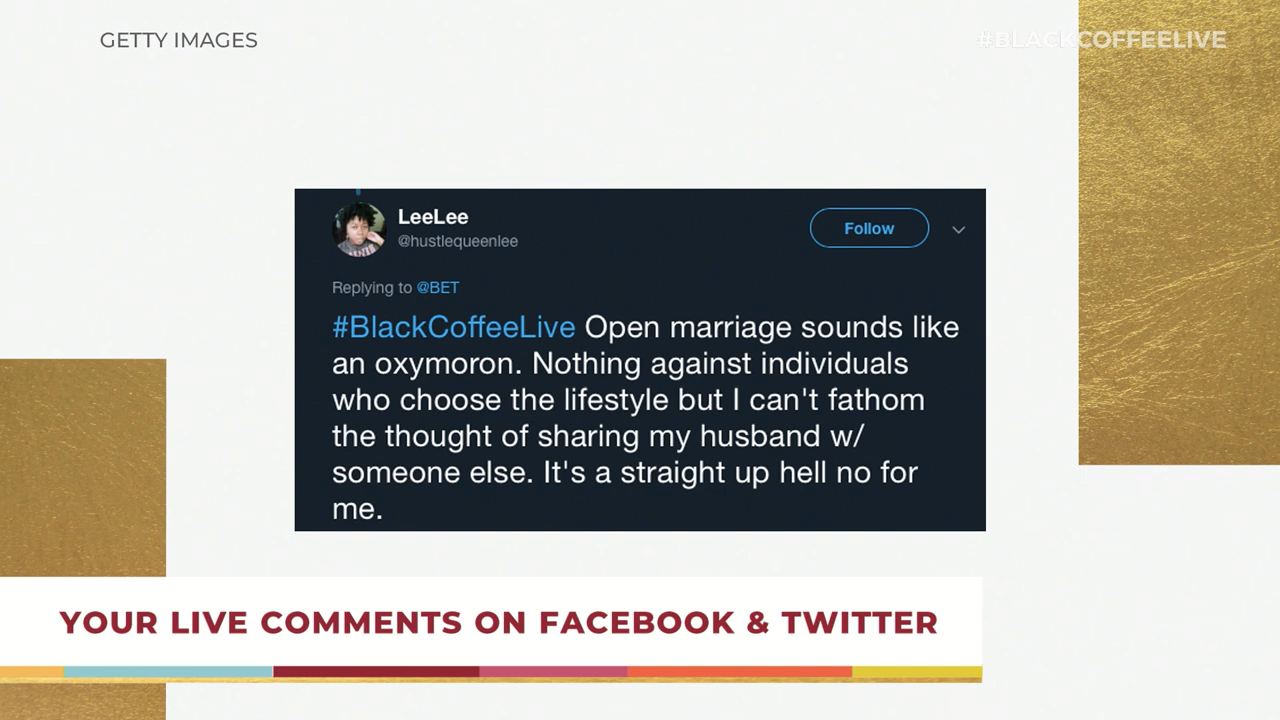 GETTY IMAGES
#BLACKCOFFEELIVE
LeeLee
@hustlequeenlee
Follow
Replying to @BET
#BlackCoffeeLive Open marriage sounds like
an oxymoron. Nothing against individuals
who choose the lifestyle but I can't fathom
the thought of sharing my husband w/
someone else. It's a straight up hell no for
me.
YOUR LIVE COMMENTS ON FACEBOOK & TWITTER